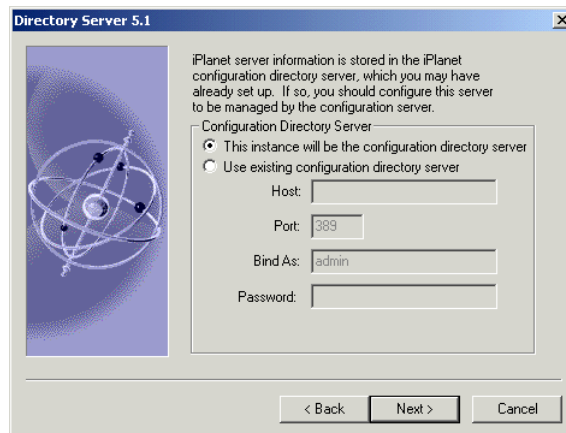 Directory Server 5.1
iPlanet server information is stored in the iPlanet
configuration directory server, which you may have
already set up. If so, you should configure this server
to be managed by the configuration server.
Configuration Directory Server
This instance will be the configuration directory server
Use existing configuration directory server
Host:
Port: 389
Bind As: admin
Password:
< Back Next > Cancel